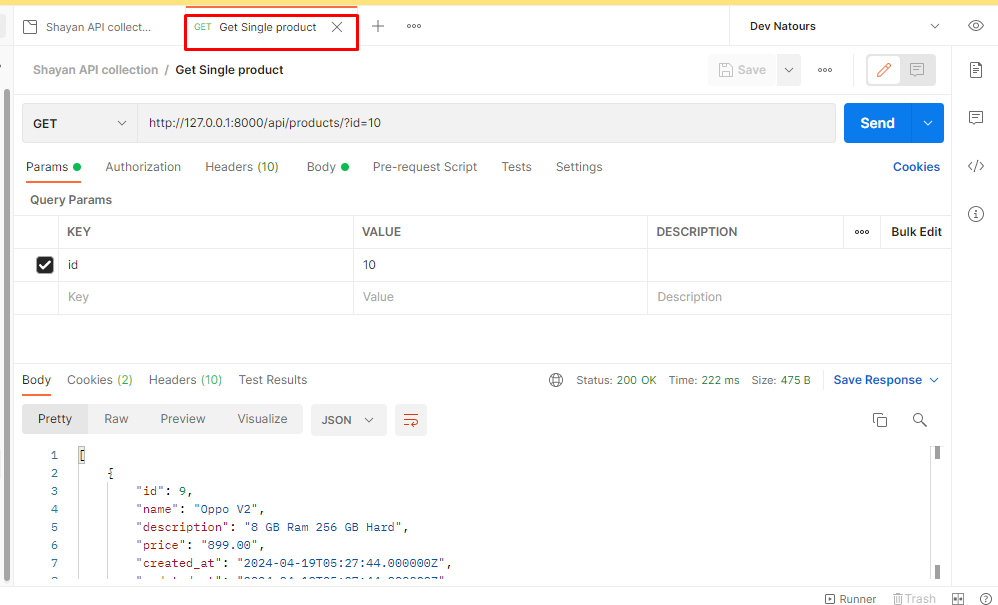 Shayan API collect...
GET Get Single product
Dev Natours
Shayan API collection / Get Single product
Save
GET
http://127.0.0.1:8000/api/products/?id=10
Send
Params
Authorization
Headers (10)
Body
Pre-request Script
Tests
Settings
Cookies
Query Params
KEY VALUE DESCRIPTION
Bulk Edit
id 10
Key Value Description
Body Cookies (2) Headers (10) Test Results
Status: 200 OK Time: 222 ms Size: 475 B
Save Response
Pretty Raw Preview Visualize
JSON
1 [
2 {
3 "id": 9,
4 "name": "Oppo V2",
5 "description": "8 GB Ram 256 GB Hard",
6 "price": "899.00",
7 "created_at": "2024-04-19T05:27:44.000000Z",
Runner Trash